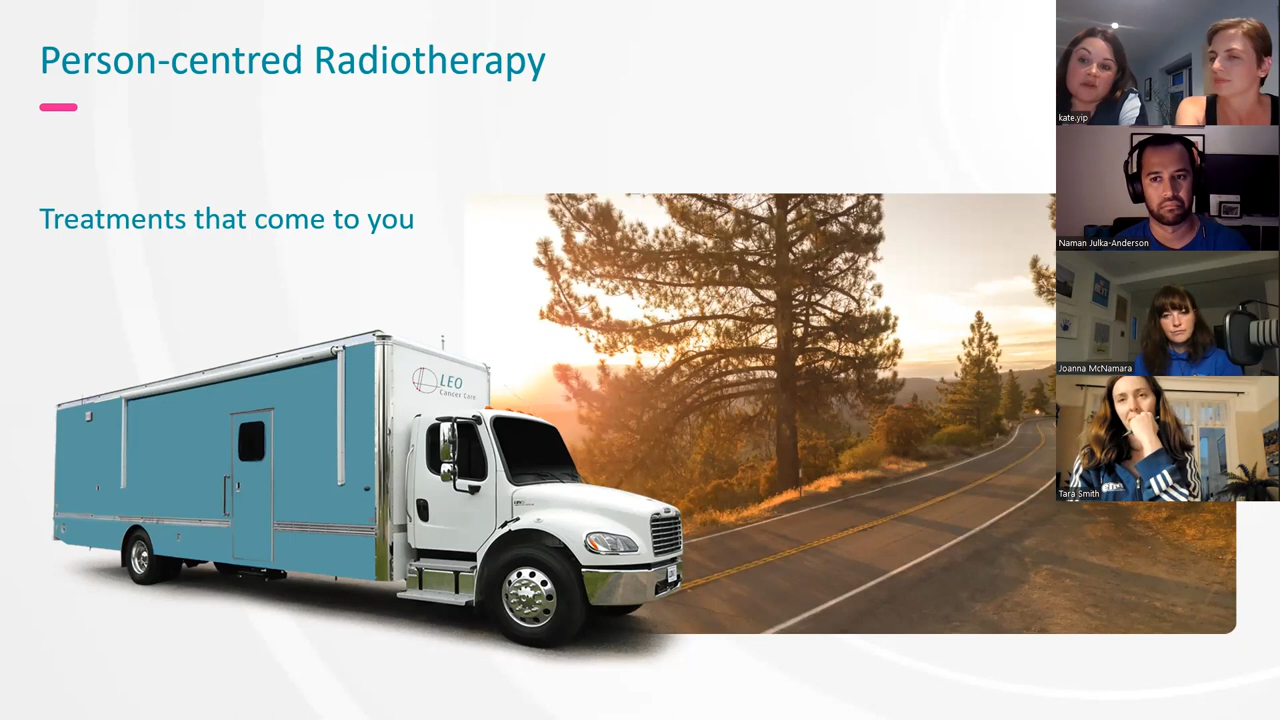 Person-centred Radiotherapy
Treatments that come to you
LEO
Cancer Care
kate.yip
Naman Julka-Anderson
Joanna McNamara
Tara Smith